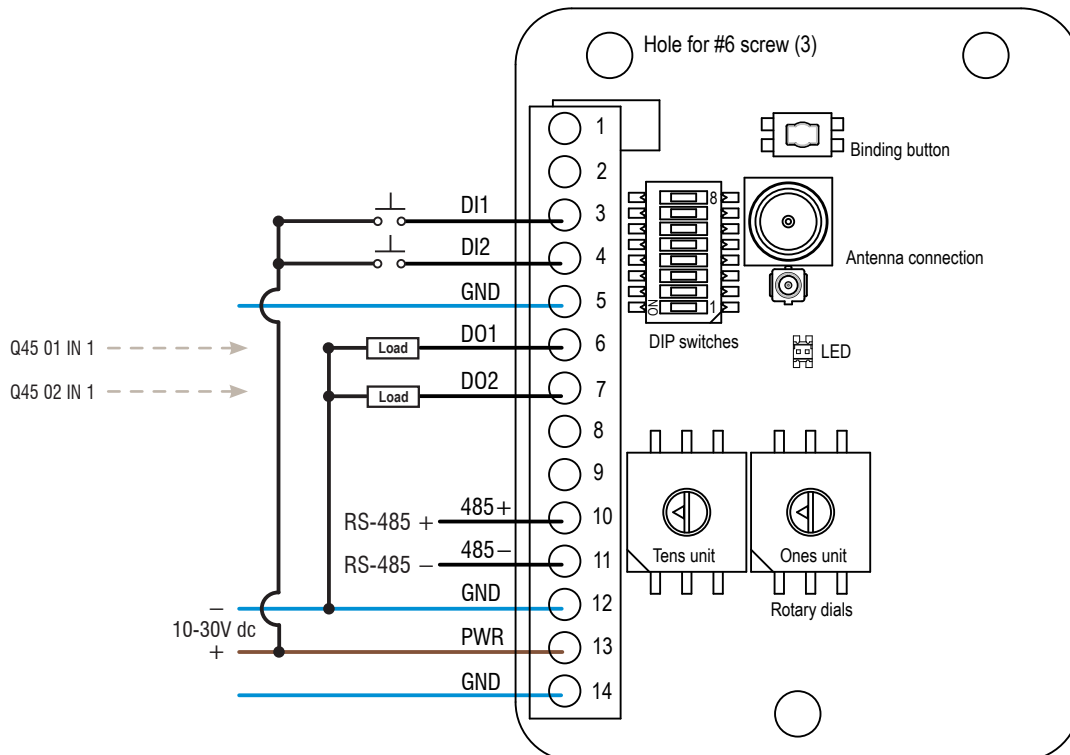 Hole for #6 screw (3)
1
Binding button
2
DI1
3
8
DI2
4
Antenna connection
GND
5
ON
1
DIP switches
Q45 01 IN 1
Load
DO1
6
LED
Q45 02 IN 1
Load
DO2
7
8
9
RS-485 +
485+
10
RS-485 –
485–
11
Tens unit
Ones unit
–
GND
12
Rotary dials
10-30V dc
+
PWR
13
GND
14